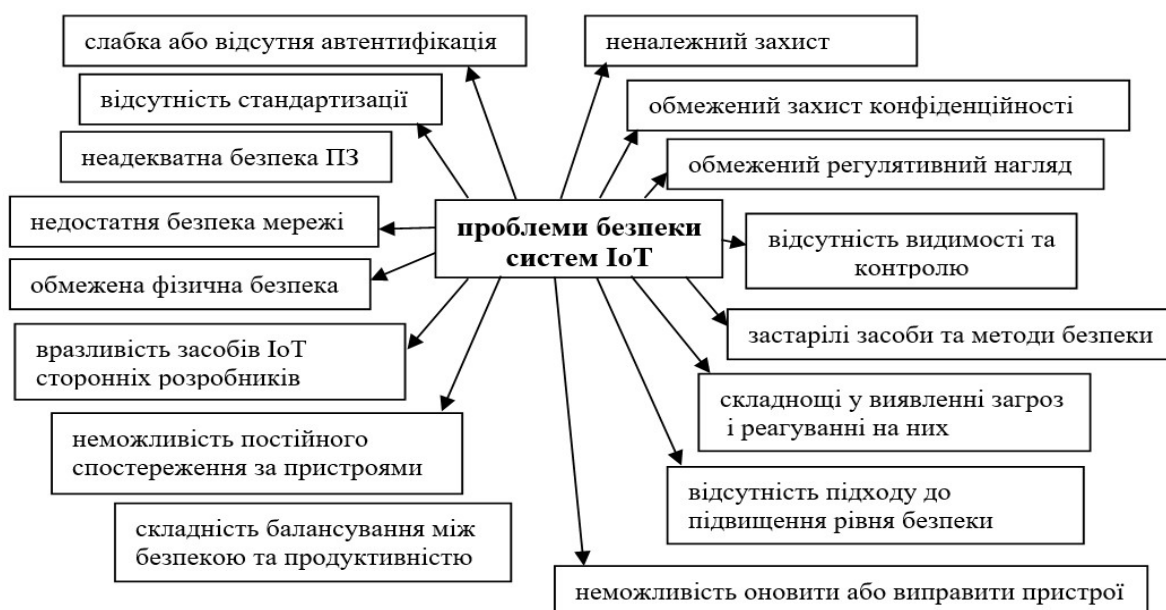 слабка або відсутня автентифікація
неналежний захист
відсутність стандартизації
обмежений захист конфіденційності
неадекватна безпека ПЗ
обмежений регулятивний нагляд
недостатня безпека мережі
проблеми безпеки
систем ІоТ
відсутність видимості та
контролю
обмежена фізична безпека
застарілі засоби та методи безпеки
вразливість засобів ІоТ
сторонніх розробників
складнощі у виявленні загроз
і реагуванні на них
неможливість постійного
спостереження за пристроями
відсутність підходу до
підвищення рівня безпеки
складність балансування між
безпекою та продуктивністю
неможливість оновити або виправити пристрої